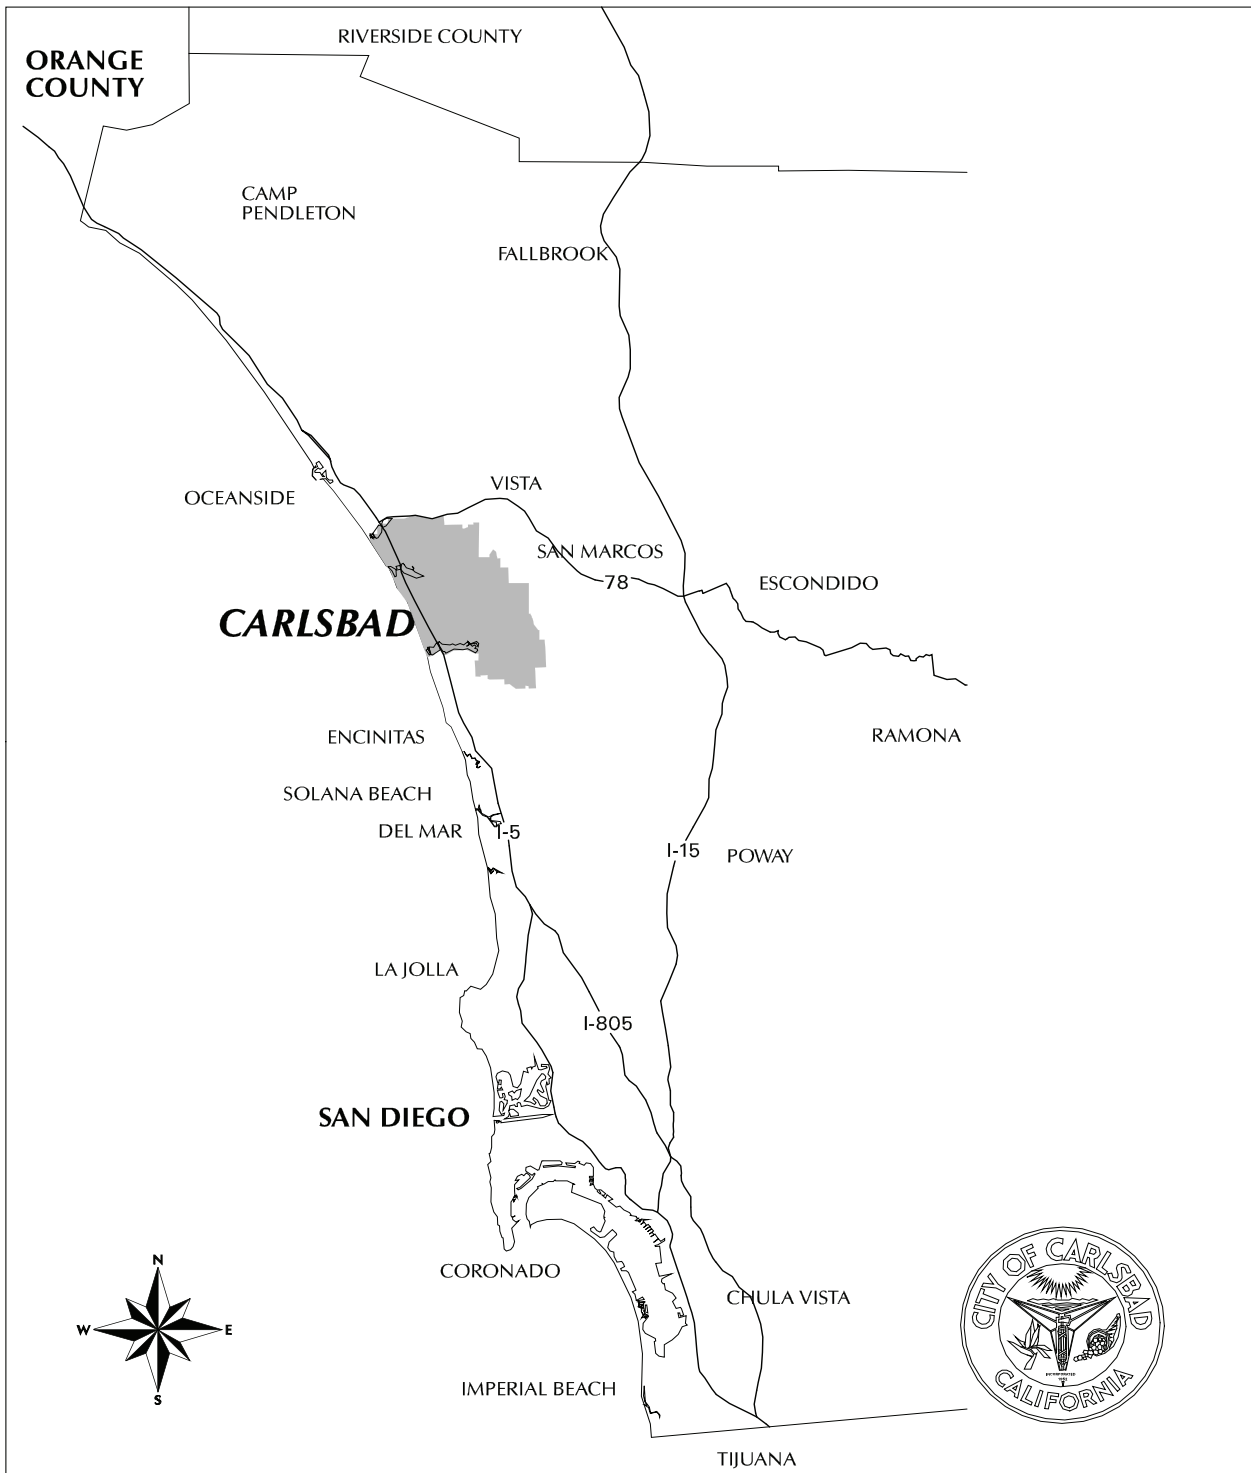 RIVERSIDE COUNTY
ORANGE
COUNTY
CAMP
PENDLETON
FALLBROOK
VISTA
OCEANSIDE
SAN MARCOS
78
ESCONDIDO
CARLSBAD
ENCINITAS
RAMONA
SOLANA BEACH
DEL MAR
I-5
I-15
POWAY
LA JOLLA
I-805
SAN DIEGO
CORONADO
CHULA VISTA
IMPERIAL BEACH
TIJUANA
N
W
E
S
CITY OF CARLSBAD
INCORPORATED
1952
CALIFORNIA